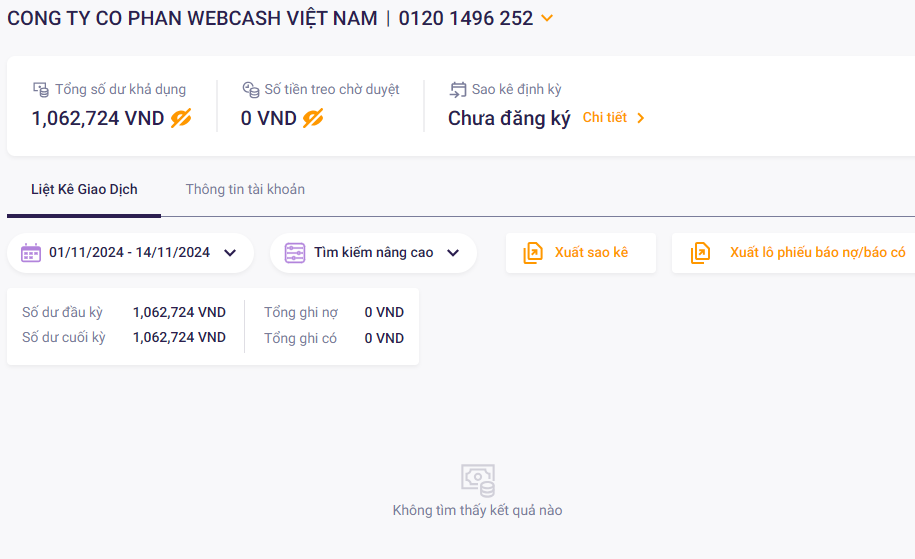 CONG TY CO PHAN WEBCASH VIỆT NAM | 0120 1496 252
Tổng số dư khả dụng
1,062,724 VND
Số tiền treo chờ duyệt
0 VND
Sao kê định kỳ
Chưa đăng ký Chi tiết
Liệt Kê Giao Dịch Thông tin tài khoản
01/11/2024 - 14/11/2024 Tìm kiếm nâng cao Xuất sao kê Xuất lô phiếu báo nợ/báo có
Số dư đầu kỳ 1,062,724 VND Tổng ghi nợ 0 VND
Số dư cuối kỳ 1,062,724 VND Tổng ghi có 0 VND
Không tìm thấy kết quả nào